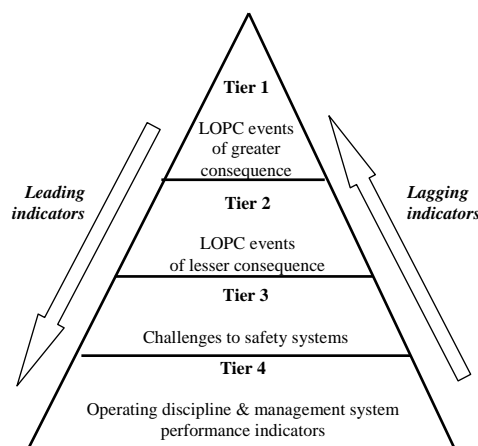 Tier 1
LOPC events
of greater
consequence
Leading
indicators
Lagging
indicators
Tier 2
LOPC events
of lesser consequence
Tier 3
Challenges to safety systems
Tier 4
Operating discipline & management system
performance indicators